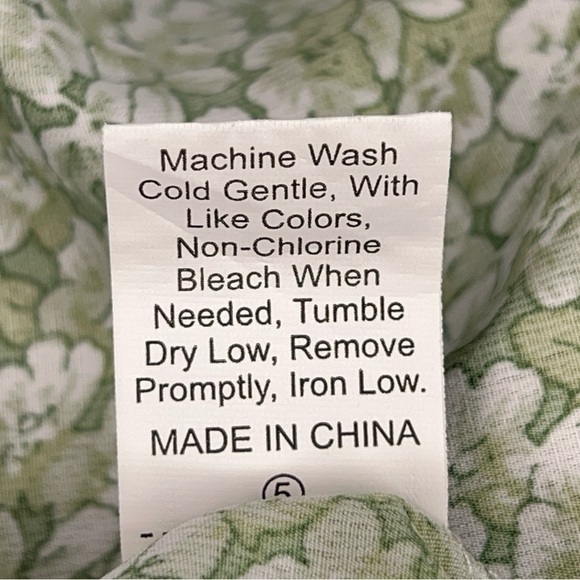 Machine Wash
Cold Gentle, With
Like Colors,
Non-Chlorine
Bleach When
Needed, Tumble
Dry Low, Remove
Promptly, Iron Low.
MADE IN CHINA
5